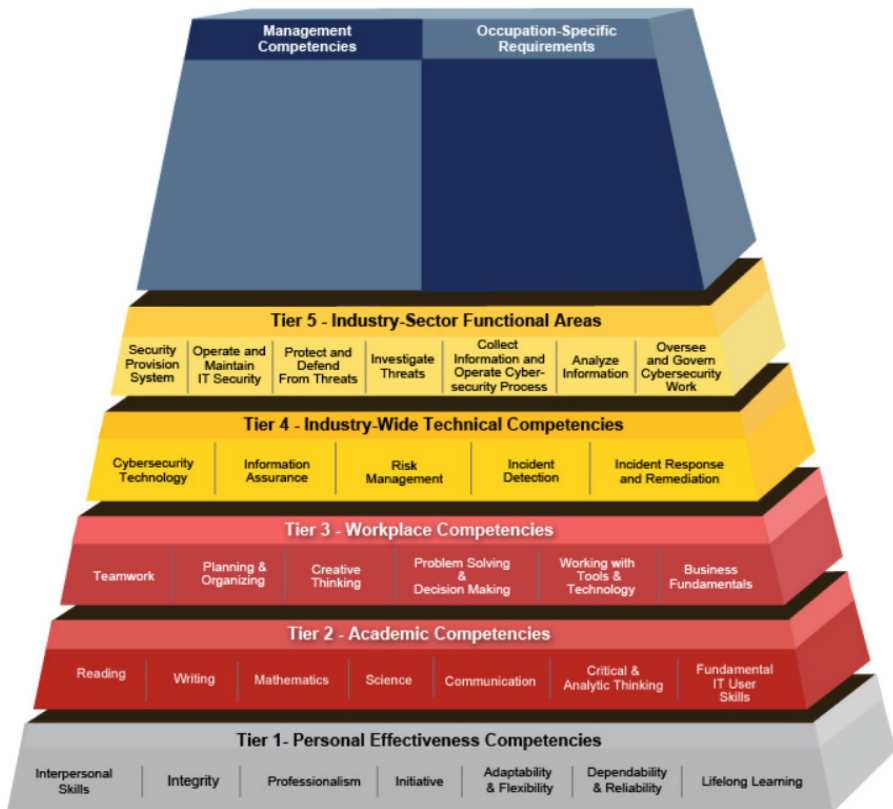 Management
Competencies
Occupation-Specific
Requirements
Tier 5 - Industry-Sector Functional Areas
Security
Provision
System
Operate and
Maintain
IT Security
Protect and
Defend
From Threats
Investigate
Threats
Collect
Information and
Operate Cyber-
security Process
Analyze
Information
Oversee
and Govern
Cybersecurity
Work
Tier 4 - Industry-Wide Technical Competencies
Cybersecurity
Technology
Information
Assurance
Risk
Management
Incident
Detection
Incident Response
and Remediation
Tier 3 - Workplace Competencies
Teamwork
Planning &
Organizing
Creative
Thinking
Problem Solving
&
Decision Making
Working with
Tools &
Technology
Business
Fundamentals
Tier 2 - Academic Competencies
Reading
Writing
Mathematics
Science
Communication
Critical &
Analytic Thinking
Fundamental
IT User
Skills
Tier 1- Personal Effectiveness Competencies
Interpersonal
Skills
Integrity
Professionalism
Initiative
Adaptability
& Flexibility
Dependability
& Reliability
Lifelong Learning